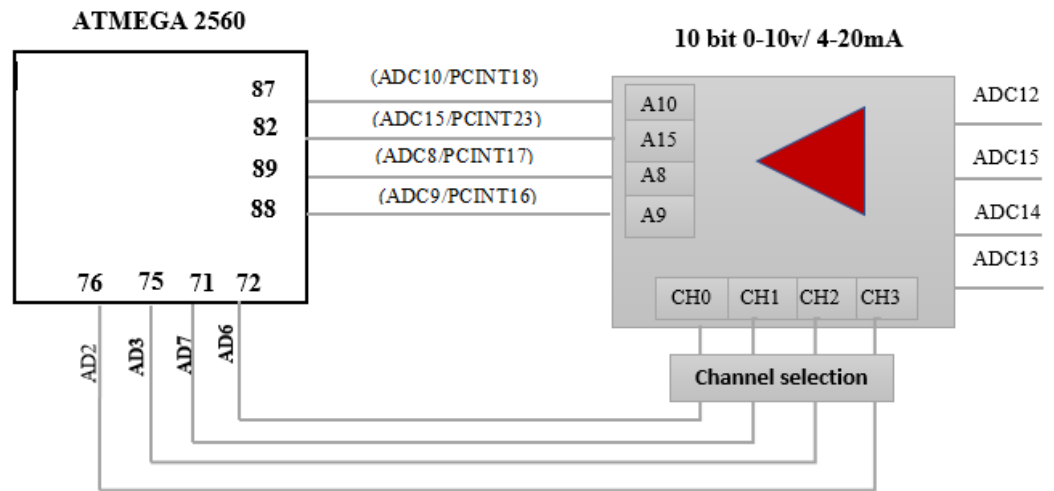 ATMEGA 2560
10 bit 0-10v/ 4-20mA
87
(ADC10/PCINT18)
A10
ADC12
82
(ADC15/PCINT23)
A15
ADC15
89
(ADC8/PCINT17)
A8
88
(ADC9/PCINT16)
A9
ADC14
ADC13
76 75 71 72
CH0 CH1 CH2 CH3
AD2
AD3
AD7
AD6
Channel selection